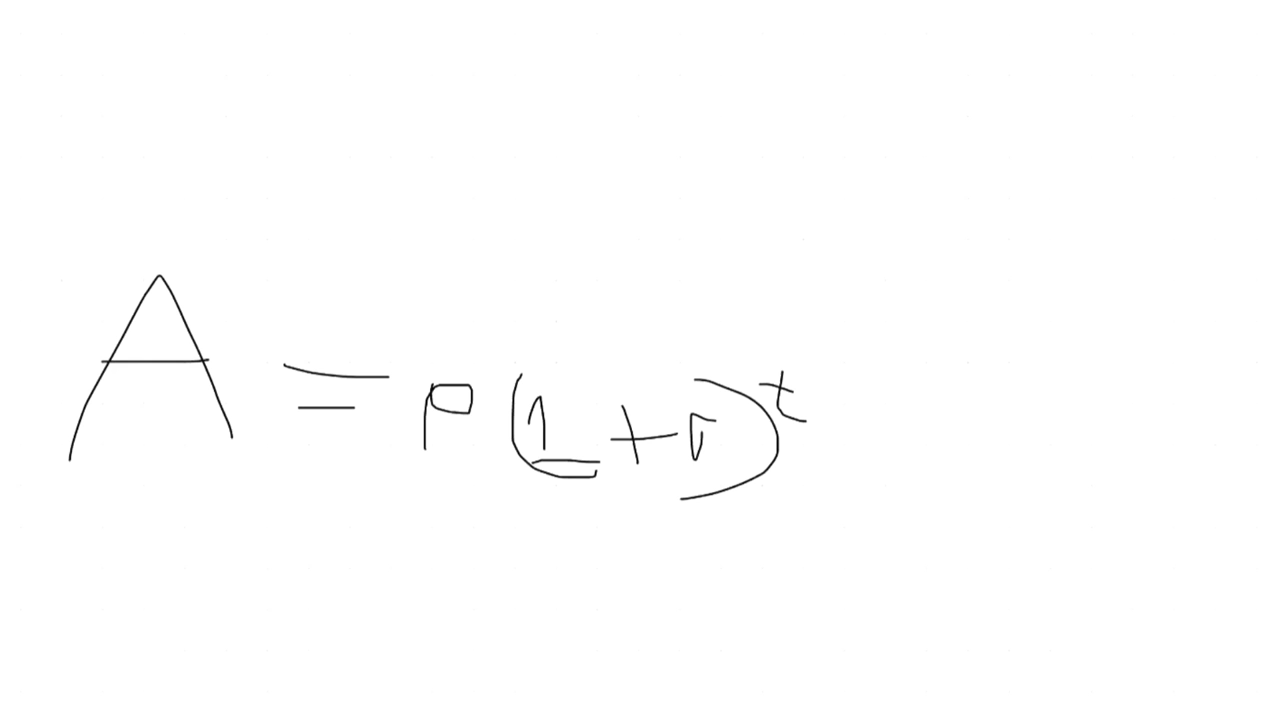 A = P(1+r)^t